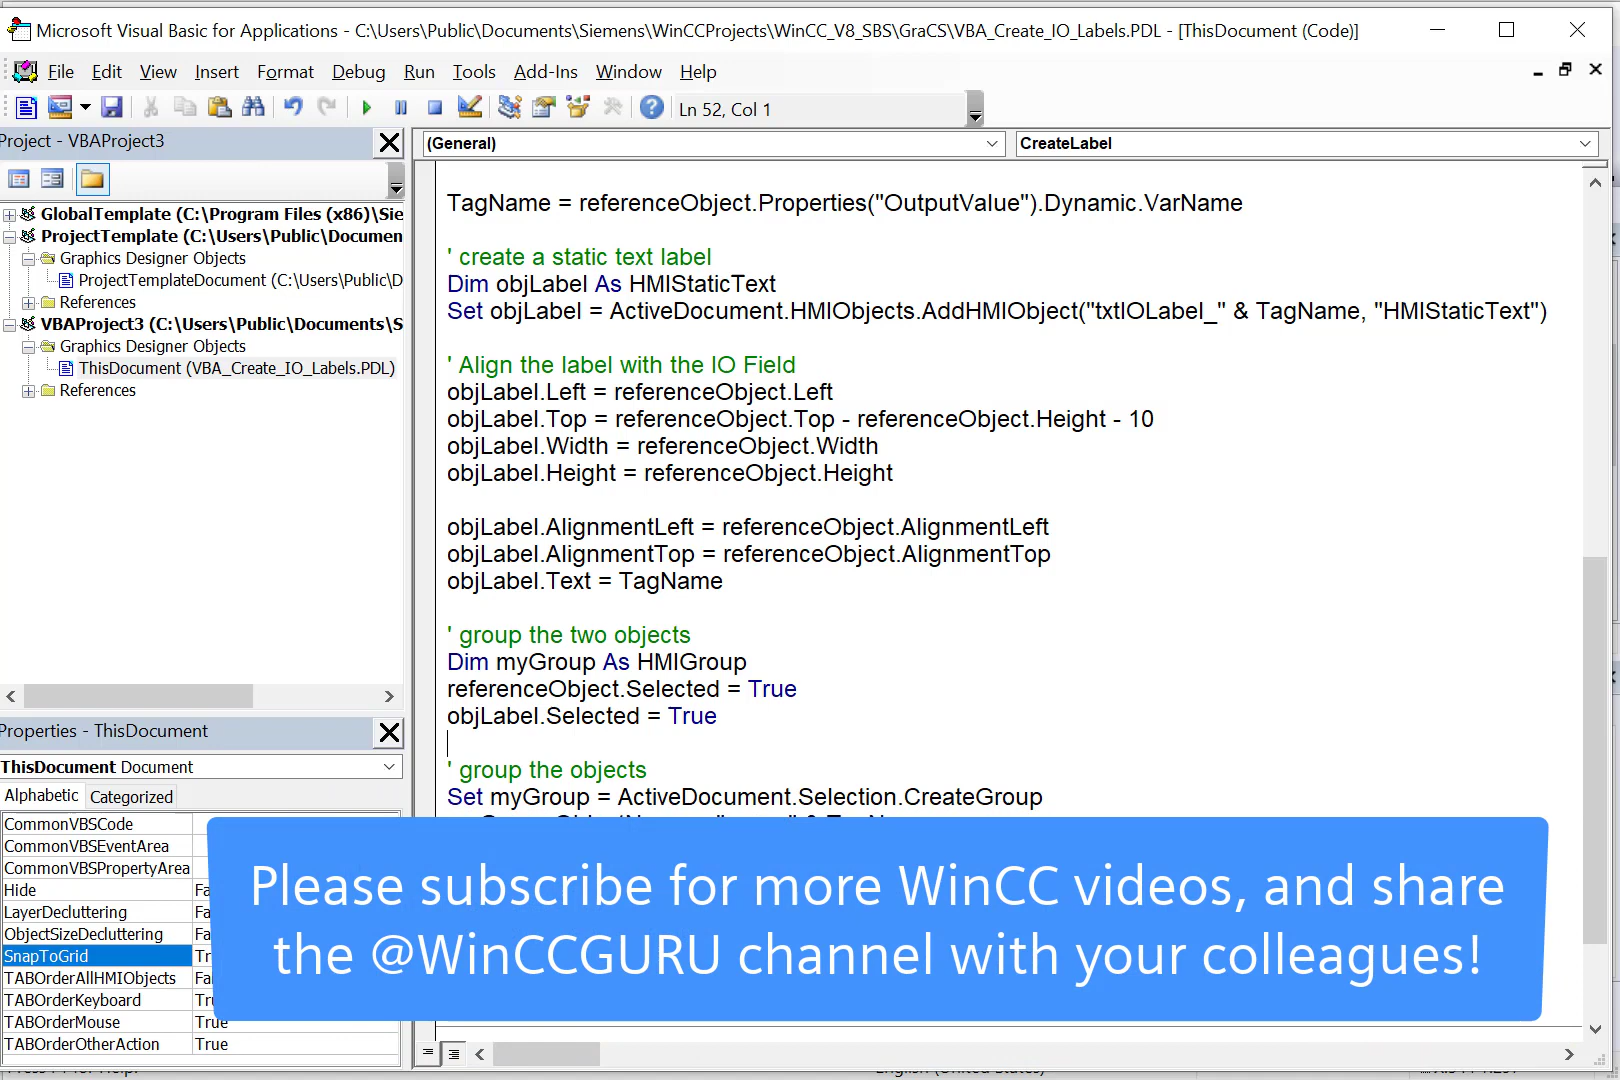 Microsoft Visual Basic for Applications - C:\Users\Public\Documents\Siemens\WinCCProjects\WinCC_V8_SBS\GraCS\VBA_Create_IO_Labels.PDL - [ThisDocument (Code)]
File Edit View Insert Format Debug Run Tools Add-Ins Window Help
Ln 52, Col 1
Project - VBAProject3
GlobalTemplate (C:\Program Files (x86)\Sie
ProjectTemplate (C:\Users\Public\Documen
Graphics Designer Objects
ProjectTemplateDocument (C:\Users\Public\D
References
VBAProject3 (C:\Users\Public\Documents\S
Graphics Designer Objects
ThisDocument (VBA_Create_IO_Labels.PDL)
References
Properties - ThisDocument
ThisDocument Document
Alphabetic Categorized
CommonVBSCode
CommonVBSEventArea
CommonVBSPropertyArea
Hide Fa
LayerDecluttering Fa
ObjectSizeDecluttering Fa
SnapToGrid Tr
TABOrderAllHMIObjects Fa
TABOrderKeyboard Tru
TABOrderMouse True
TABOrderOtherAction True
(General) CreateLabel
TagName = referenceObject.Properties("OutputValue").Dynamic.VarName
' create a static text label
Dim objLabel As HMIStaticText
Set objLabel = ActiveDocument.HMIObjects.AddHMIObject("txtIOLabel_" & TagName, "HMIStaticText")
' Align the label with the IO Field
objLabel.Left = referenceObject.Left
objLabel.Top = referenceObject.Top - referenceObject.Height - 10
objLabel.Width = referenceObject.Width
objLabel.Height = referenceObject.Height
objLabel.AlignmentLeft = referenceObject.AlignmentLeft
objLabel.AlignmentTop = referenceObject.AlignmentTop
objLabel.Text = TagName
' group the two objects
Dim myGroup As HMIGroup
referenceObject.Selected = True
objLabel.Selected = True
' group the objects
Set myGroup = ActiveDocument.Selection.CreateGroup
Please subscribe for more WinCC videos, and share
the @WinCCGURU channel with your colleagues!